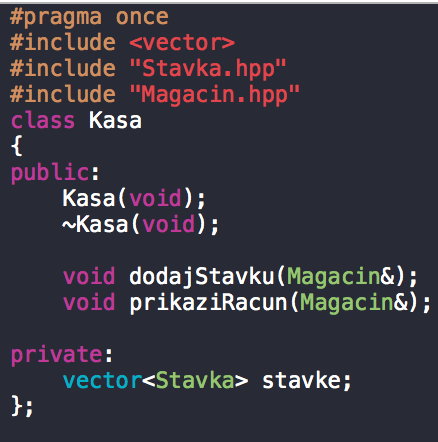 #pragma once
#include <vector>
#include "Stavka.hpp"
#include "Magacin.hpp"
class Kasa
{
public:
    Kasa(void);
    ~Kasa(void);

    void dodajStavku(Magacin&);
    void prikaziRacun(Magacin&);

private:
    vector<Stavka> stavke;
};